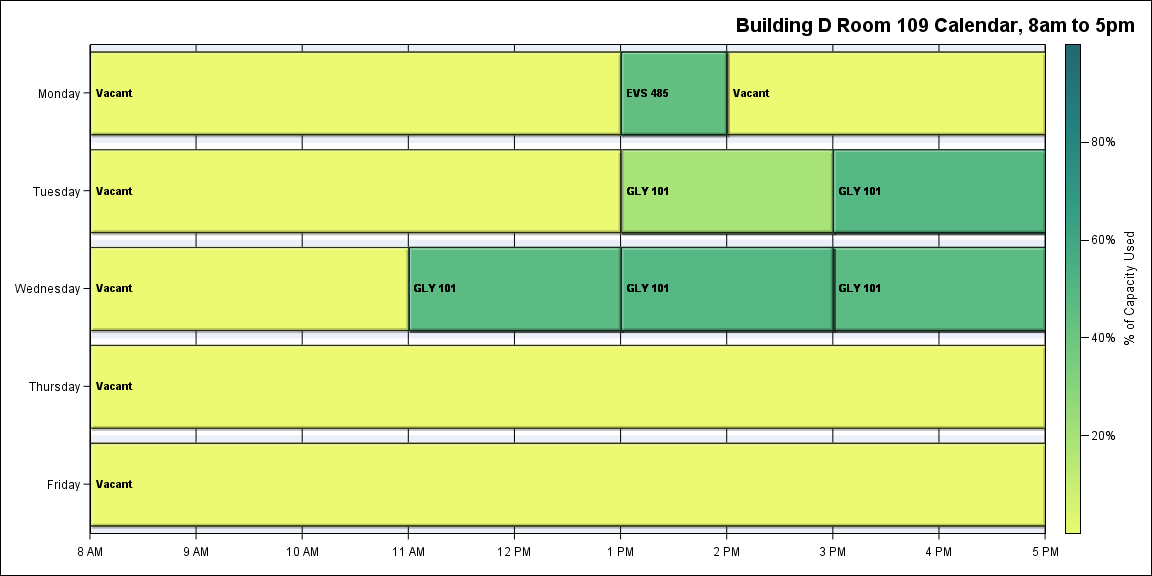 Building D Room 109 Calendar, 8am to 5pm
Monday
Vacant
EVS 485
Vacant
Tuesday
Vacant
GLY 101
GLY 101
Wednesday
Vacant
GLY 101
GLY 101
GLY 101
Thursday
Vacant
Friday
Vacant
8 AM
9 AM
10 AM
11 AM
12 PM
1 PM
2 PM
3 PM
4 PM
5 PM
80%
60%
40%
20%
% of Capacity Used